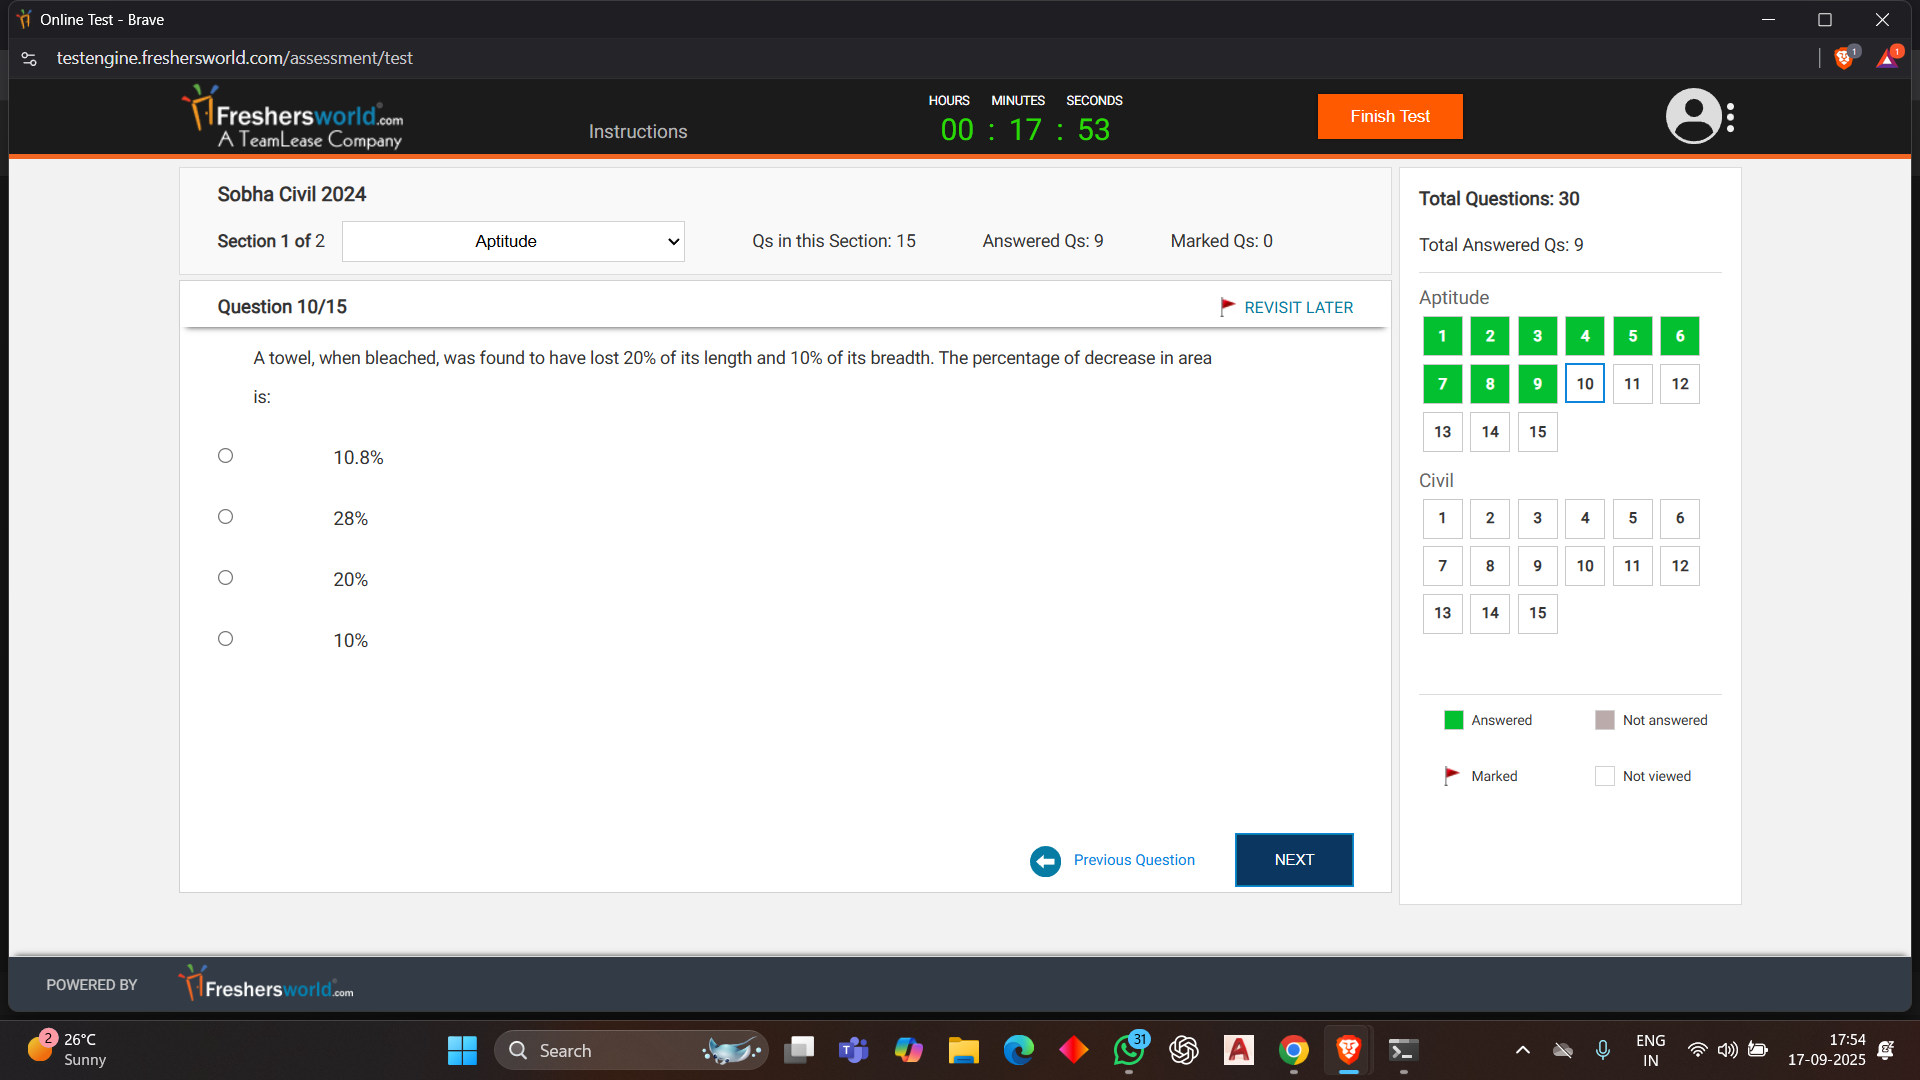 Online Test - Brave
testengine.freshersworld.com/assessment/test
1
1
Freshersworld.com
A TeamLease Company
Instructions
HOURS MINUTES SECONDS
00 : 17 : 53
Finish Test
Sobha Civil 2024
Section 1 of 2
Aptitude
Qs in this Section: 15
Answered Qs: 9
Marked Qs: 0
Question 10/15
REVISIT LATER
A towel, when bleached, was found to have lost 20% of its length and 10% of its breadth. The percentage of decrease in area
is:
10.8%
28%
20%
10%
Previous Question
NEXT
Total Questions: 30
Total Answered Qs: 9
Aptitude
1 2 3 4 5 6
7 8 9 10 11 12
13 14 15
Civil
1 2 3 4 5 6
7 8 9 10 11 12
13 14 15
Answered
Not answered
Marked
Not viewed
POWERED BY
Freshersworld.com
2
26°C
Sunny
Search
31
ENG
IN
17:54
17-09-2025